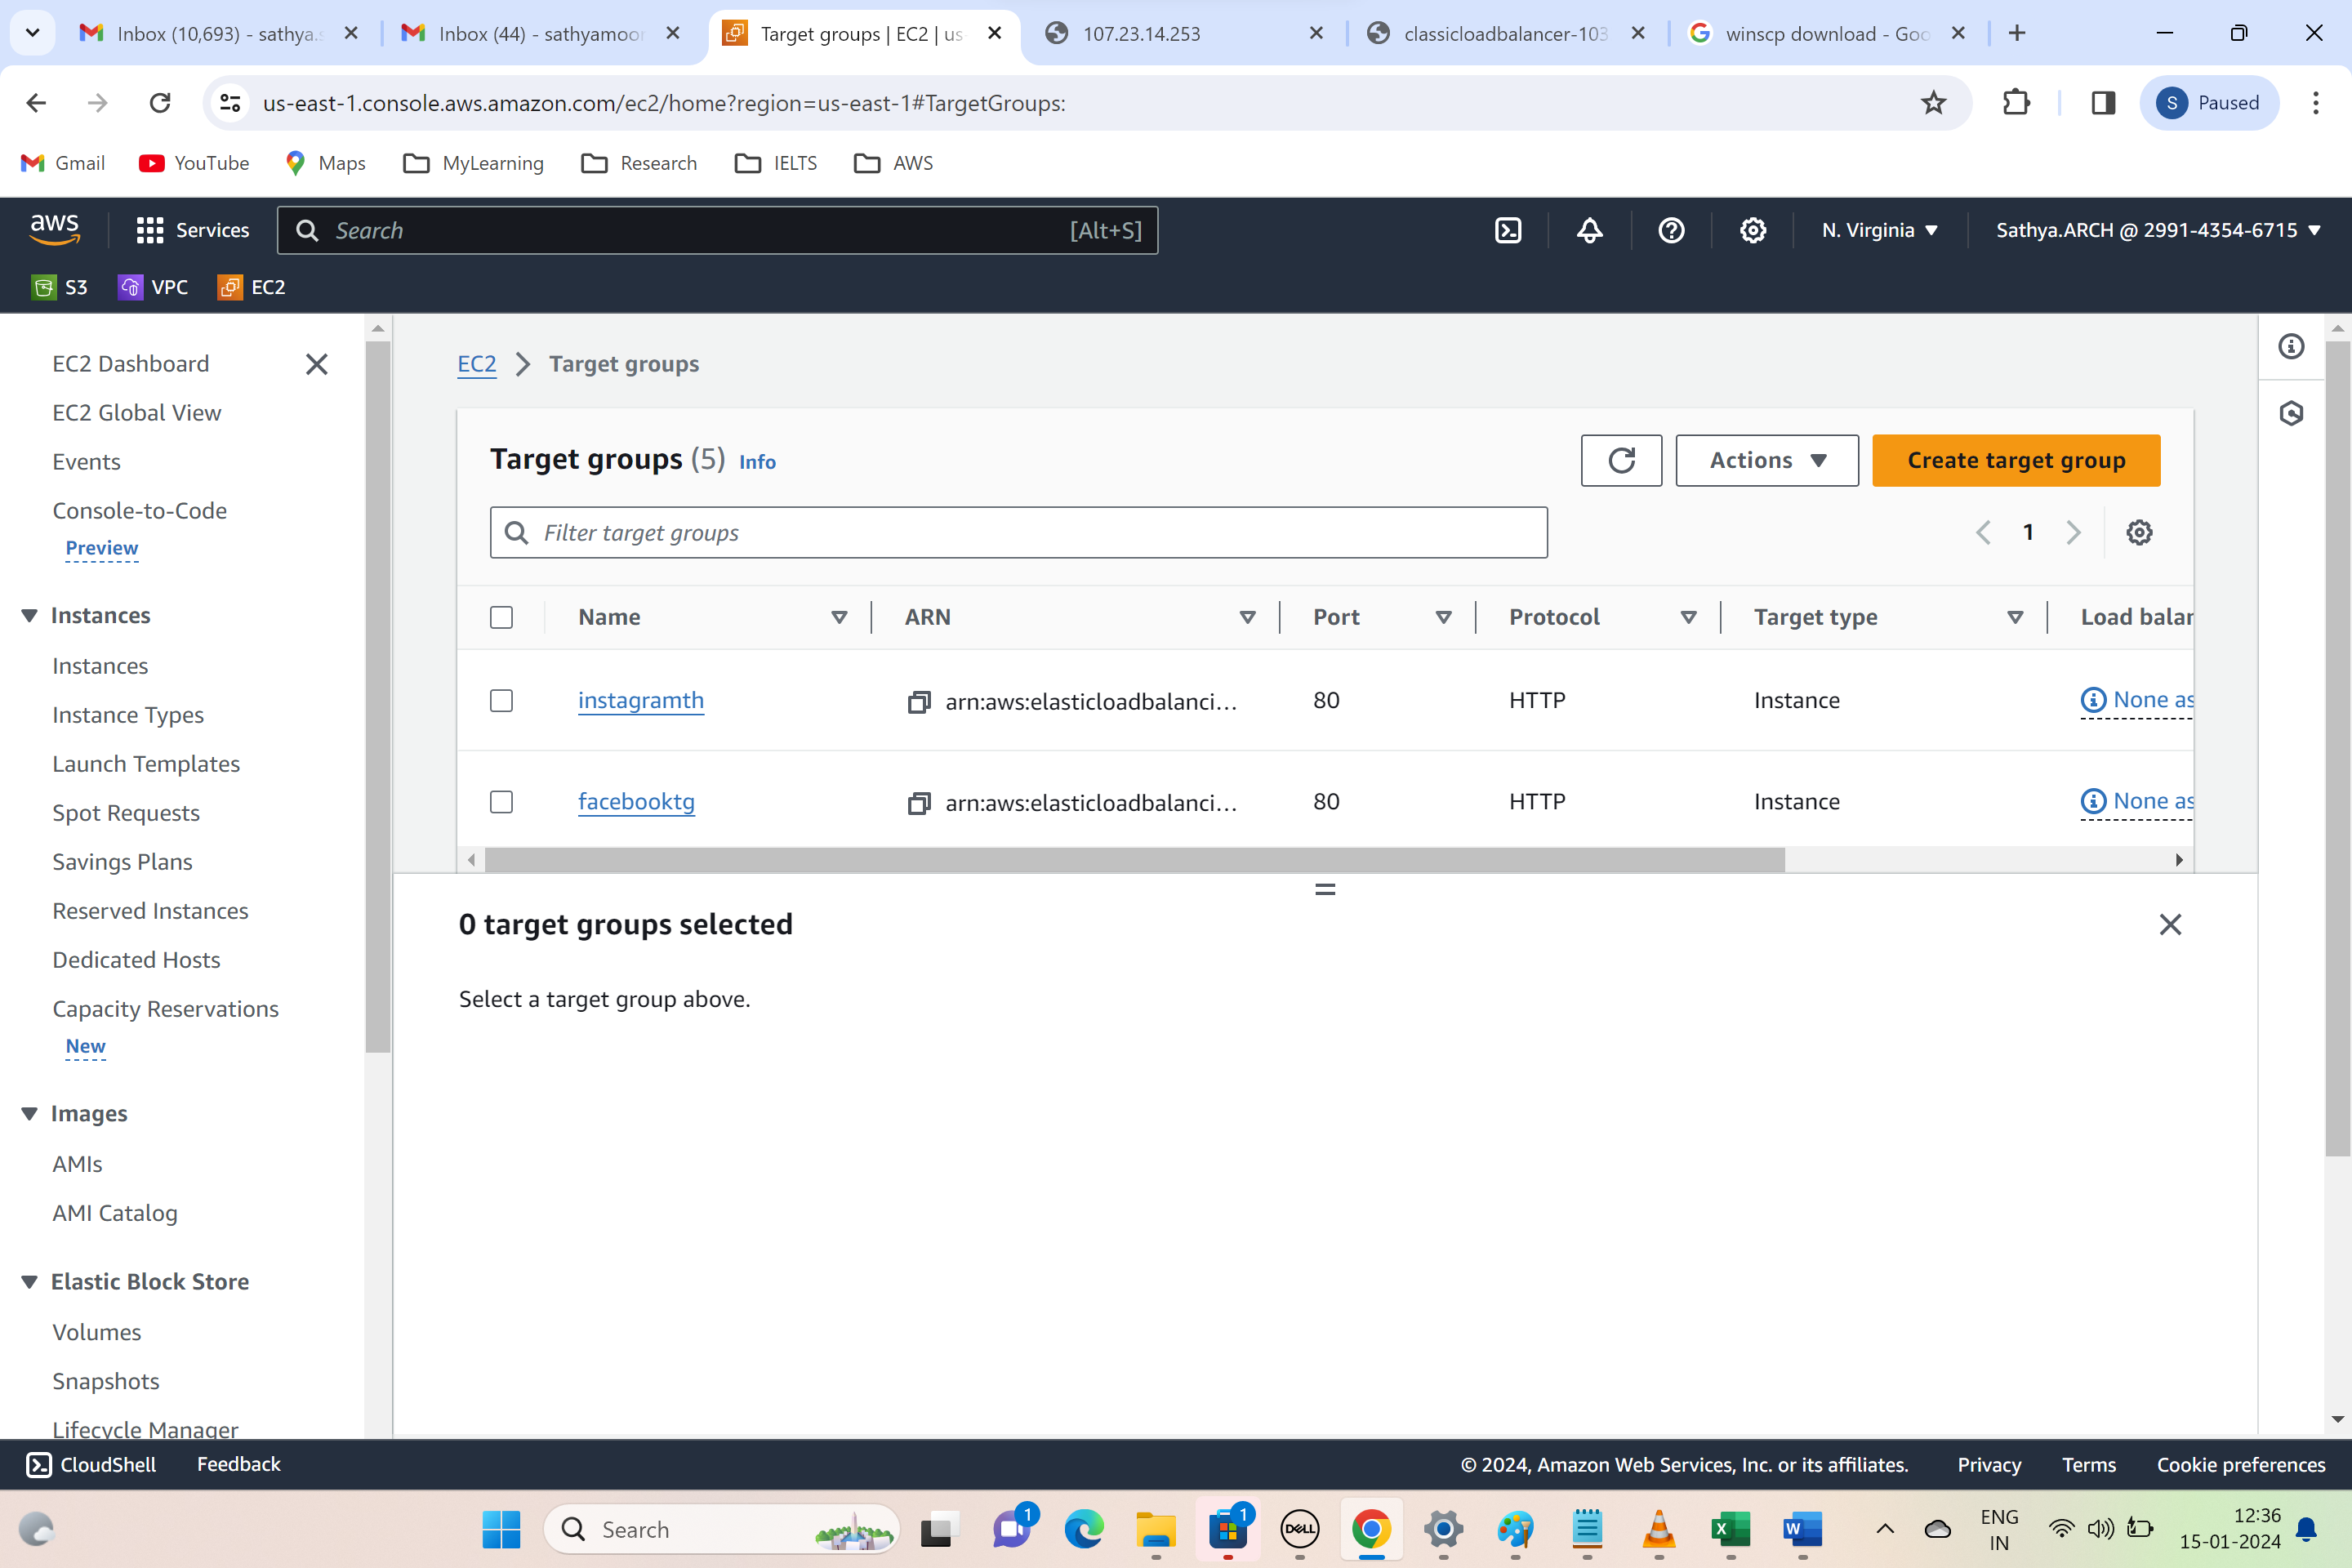 Inbox (10,693) - sathya.s
Inbox (44) - sathyamoor
Target groups | EC2 | us-
107.23.14.253
classicloadbalancer-103
winscp download - Goo
us-east-1.console.aws.amazon.com/ec2/home?region=us-east-1#TargetGroups:
S Paused
Gmail YouTube Maps MyLearning Research IELTS AWS
aws Services Search [Alt+S] N. Virginia Sathya.ARCH @ 2991-4354-6715
S3 VPC EC2
EC2 Dashboard
EC2 Global View
Events
Console-to-Code
Preview
Instances
Instances
Instance Types
Launch Templates
Spot Requests
Savings Plans
Reserved Instances
Dedicated Hosts
Capacity Reservations
New
Images
AMIs
AMI Catalog
Elastic Block Store
Volumes
Snapshots
Lifecycle Manager
EC2 Target groups
Target groups (5) Info
Actions Create target group
Filter target groups 1
Name ARN Port Protocol Target type Load balan
instagramth arn:aws:elasticloadbalanci... 80 HTTP Instance None as
facebooktg arn:aws:elasticloadbalanci... 80 HTTP Instance None as
0 target groups selected
Select a target group above.
CloudShell Feedback © 2024, Amazon Web Services, Inc. or its affiliates. Privacy Terms Cookie preferences
Search 1 1 DELL X W
ENG
IN
12:36
15-01-2024